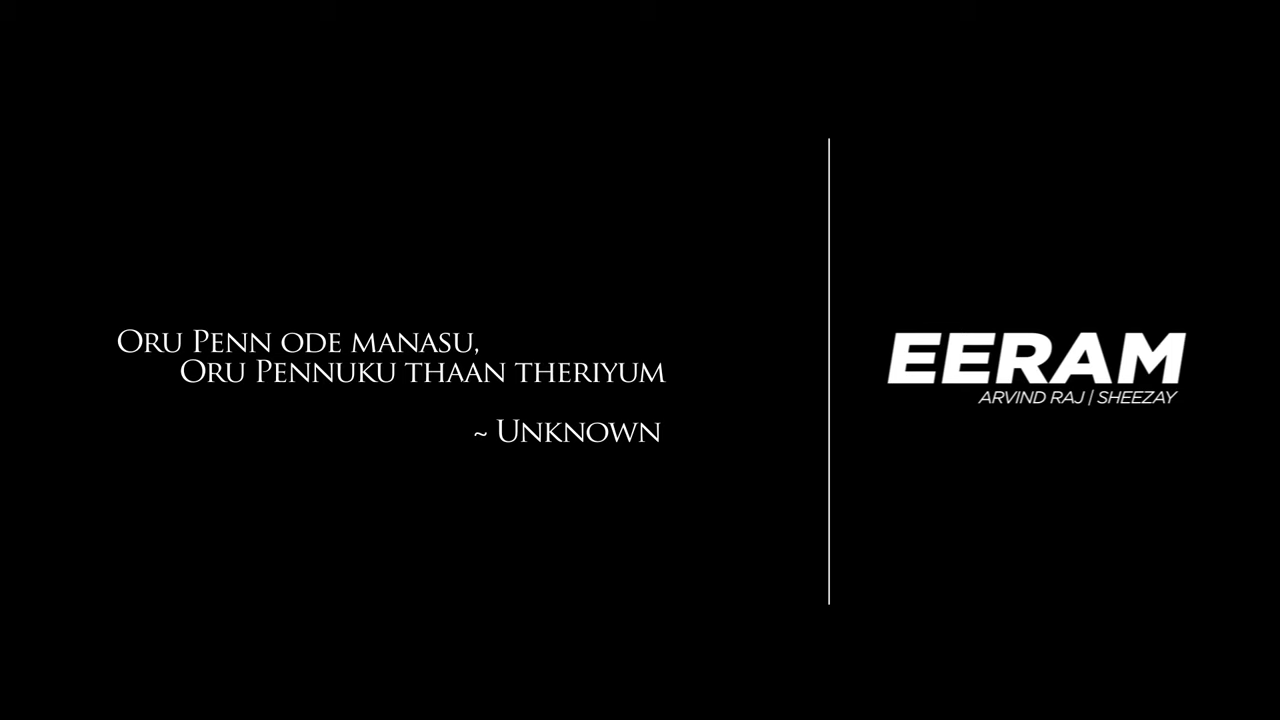 Oru Penn ode manasu,
Oru Pennuku thaan theriyum
~ Unknown
EERAM
ARVIND RAJ | SHEEZAY